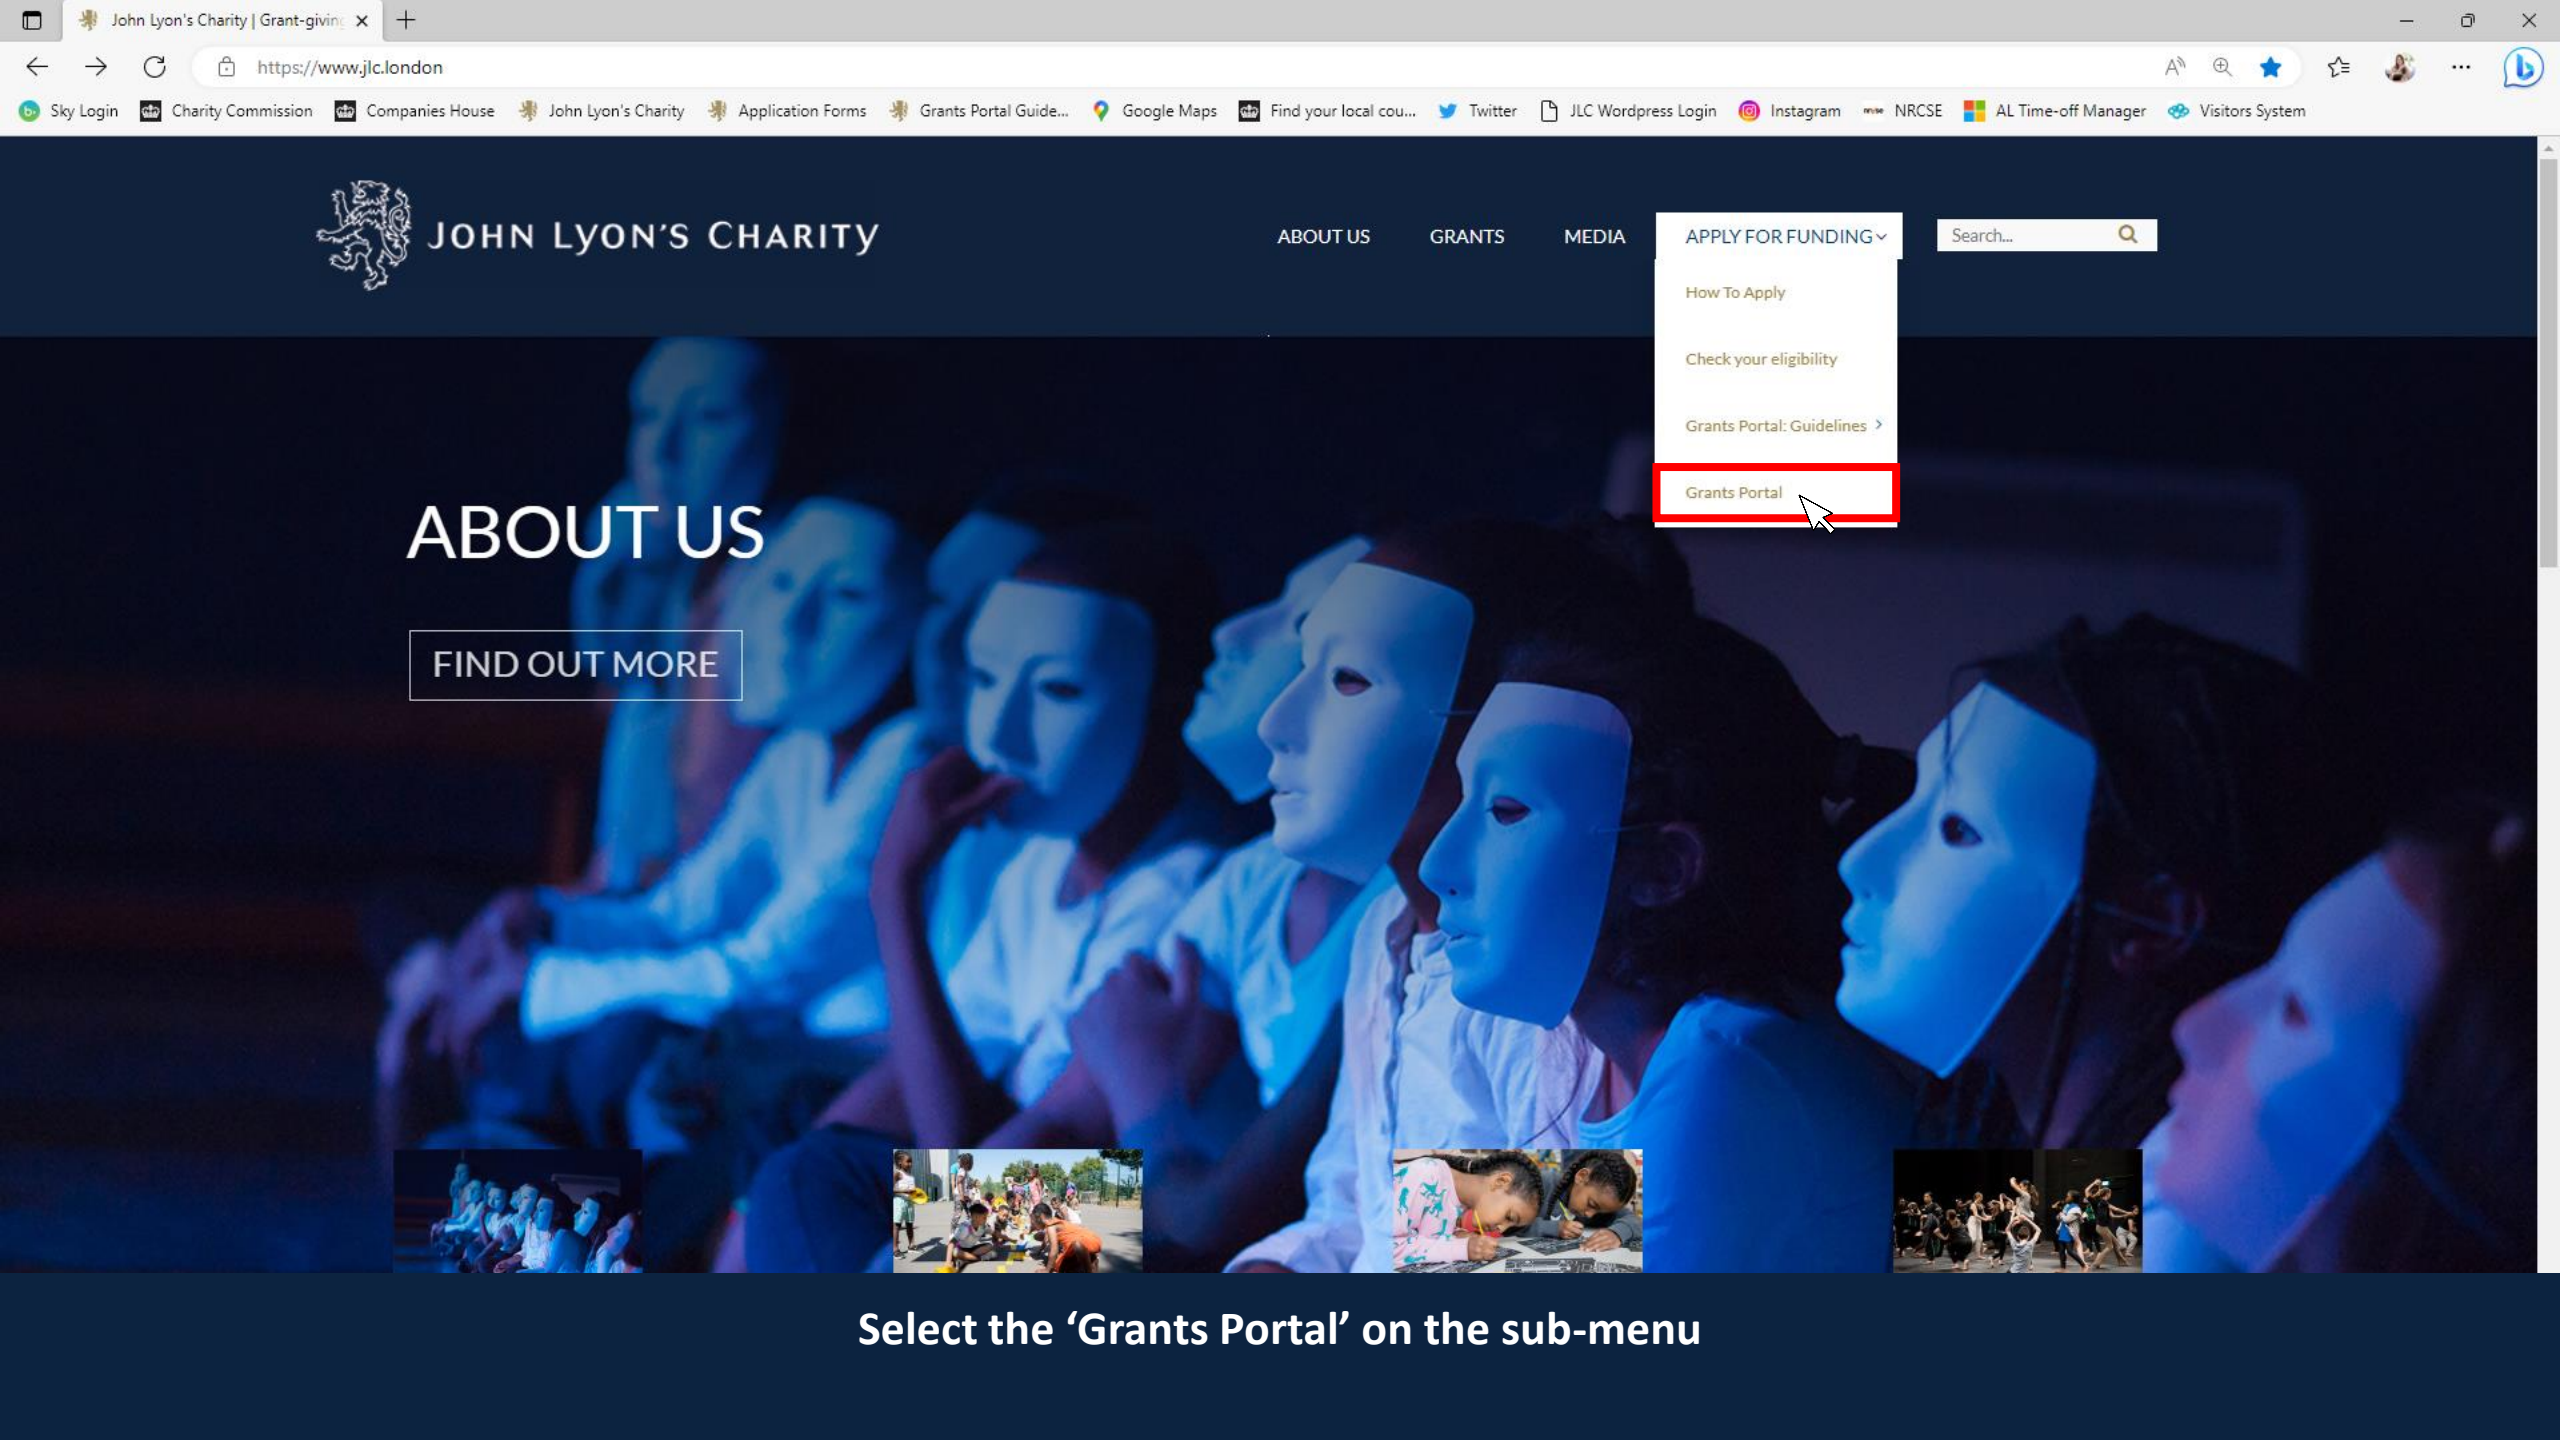 John Lyon's Charity | Grant-giving
https://www.jlc.london
Sky Login
Charity Commission
Companies House
John Lyon's Charity
Application Forms
Grants Portal Guide...
Google Maps
Find your local cou...
Twitter
JLC Wordpress Login
Instagram
NRCSE
AL Time-off Manager
Visitors System
JOHN LYON'S CHARITY
ABOUT US
GRANTS
MEDIA
APPLY FOR FUNDING
Search...
How To Apply
Check your eligibility
Grants Portal: Guidelines
Grants Portal
ABOUT US
FIND OUT MORE
Select the ‘Grants Portal’ on the sub-menu